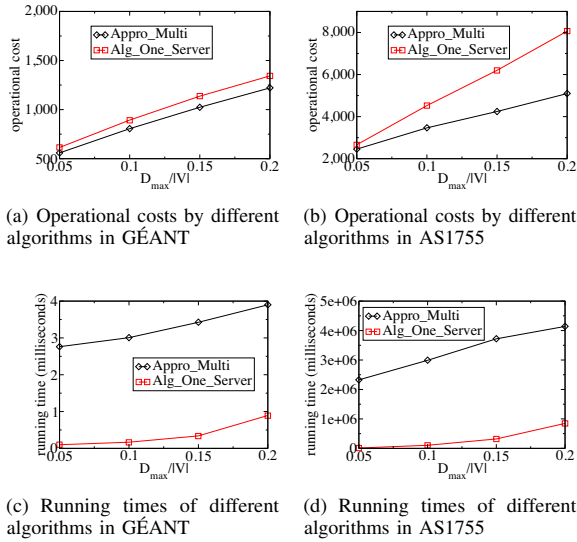 2,000
1,500
1,000
500
operational cost
Appro_Multi
Alg_One_Server
0.05 0.1 0.15 0.2
D_max/|V|
8,000
6,000
4,000
2,000
operational cost
Appro_Multi
Alg_One_Server
0.05 0.1 0.15 0.2
D_max/|V|
(a) Operational costs by different
algorithms in GÉANT
(b) Operational costs by different
algorithms in AS1755
4
3
2
1
0
running time (milliseconds)
Appro_Multi
Alg_One_Server
0.05 0.1 0.15 0.2
D_max/|V|
5e+06
4e+06
3e+06
2e+06
1e+06
0
running time (milliseconds)
Appro_Multi
Alg_One_Server
0.05 0.1 0.15 0.2
D_max/|V|
(c) Running times of different
algorithms in GÉANT
(d) Running times of different
algorithms in AS1755